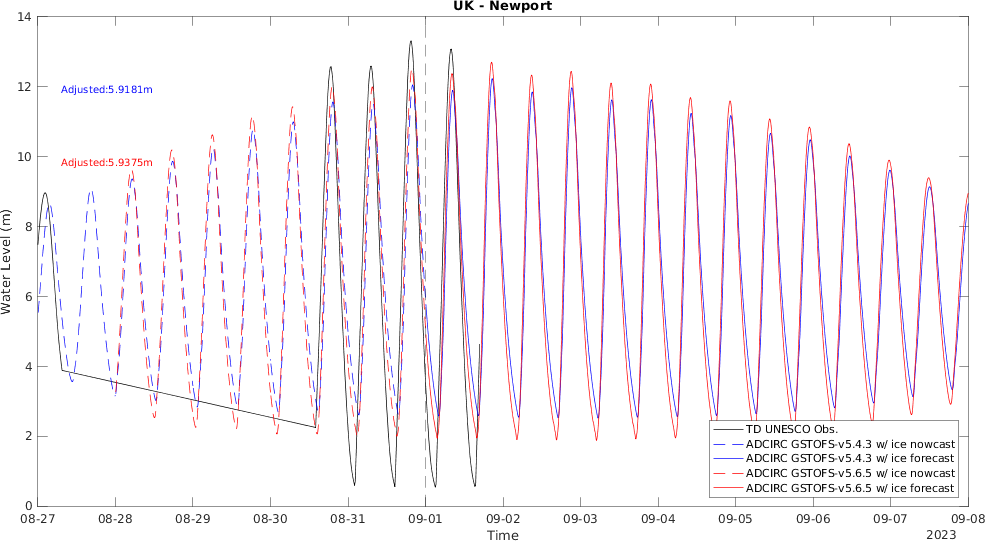 UK - Newport
14
12
10
8
6
4
2
0
Water Level (m)
Adjusted:5.9181m
Adjusted:5.9375m
TD UNESCO Obs.
ADCIRC GSTOFS-v5.4.3 w/ ice nowcast
ADCIRC GSTOFS-v5.4.3 w/ ice forecast
ADCIRC GSTOFS-v5.6.5 w/ ice nowcast
ADCIRC GSTOFS-v5.6.5 w/ ice forecast
08-27 08-28 08-29 08-30 08-31 09-01 09-02 09-03 09-04 09-05 09-06 09-07 09-08
Time
2023